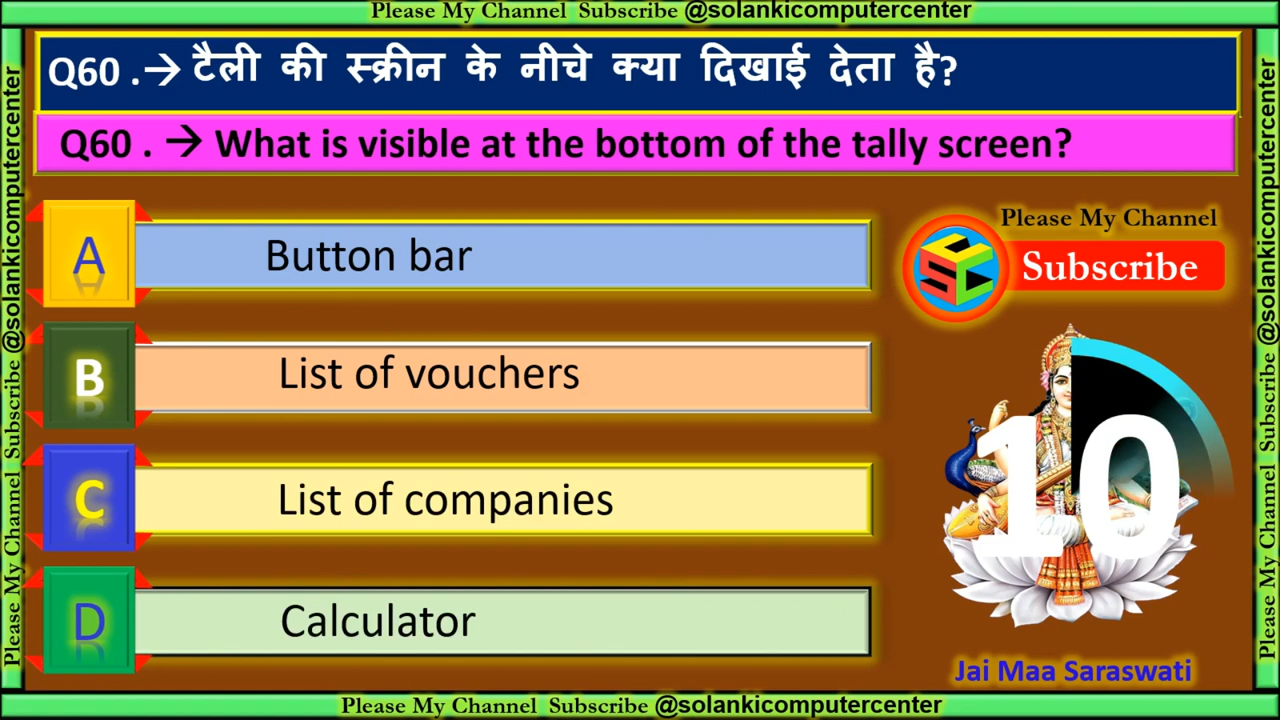 Please My Channel Subscribe @solankicomputercenter
Q60 .→ टैली की स्क्रीन के नीचे क्या दिखाई देता है?
Q60 . → What is visible at the bottom of the tally screen?
A Button bar
B List of vouchers
C List of companies
D Calculator
Please My Channel
CSC Subscribe
10
Jai Maa Saraswati
Please My Channel Subscribe @solankicomputercenter
Please My Channel Subscribe @solankicomputercenter
Please My Channel Subscribe @solankicomputercenter